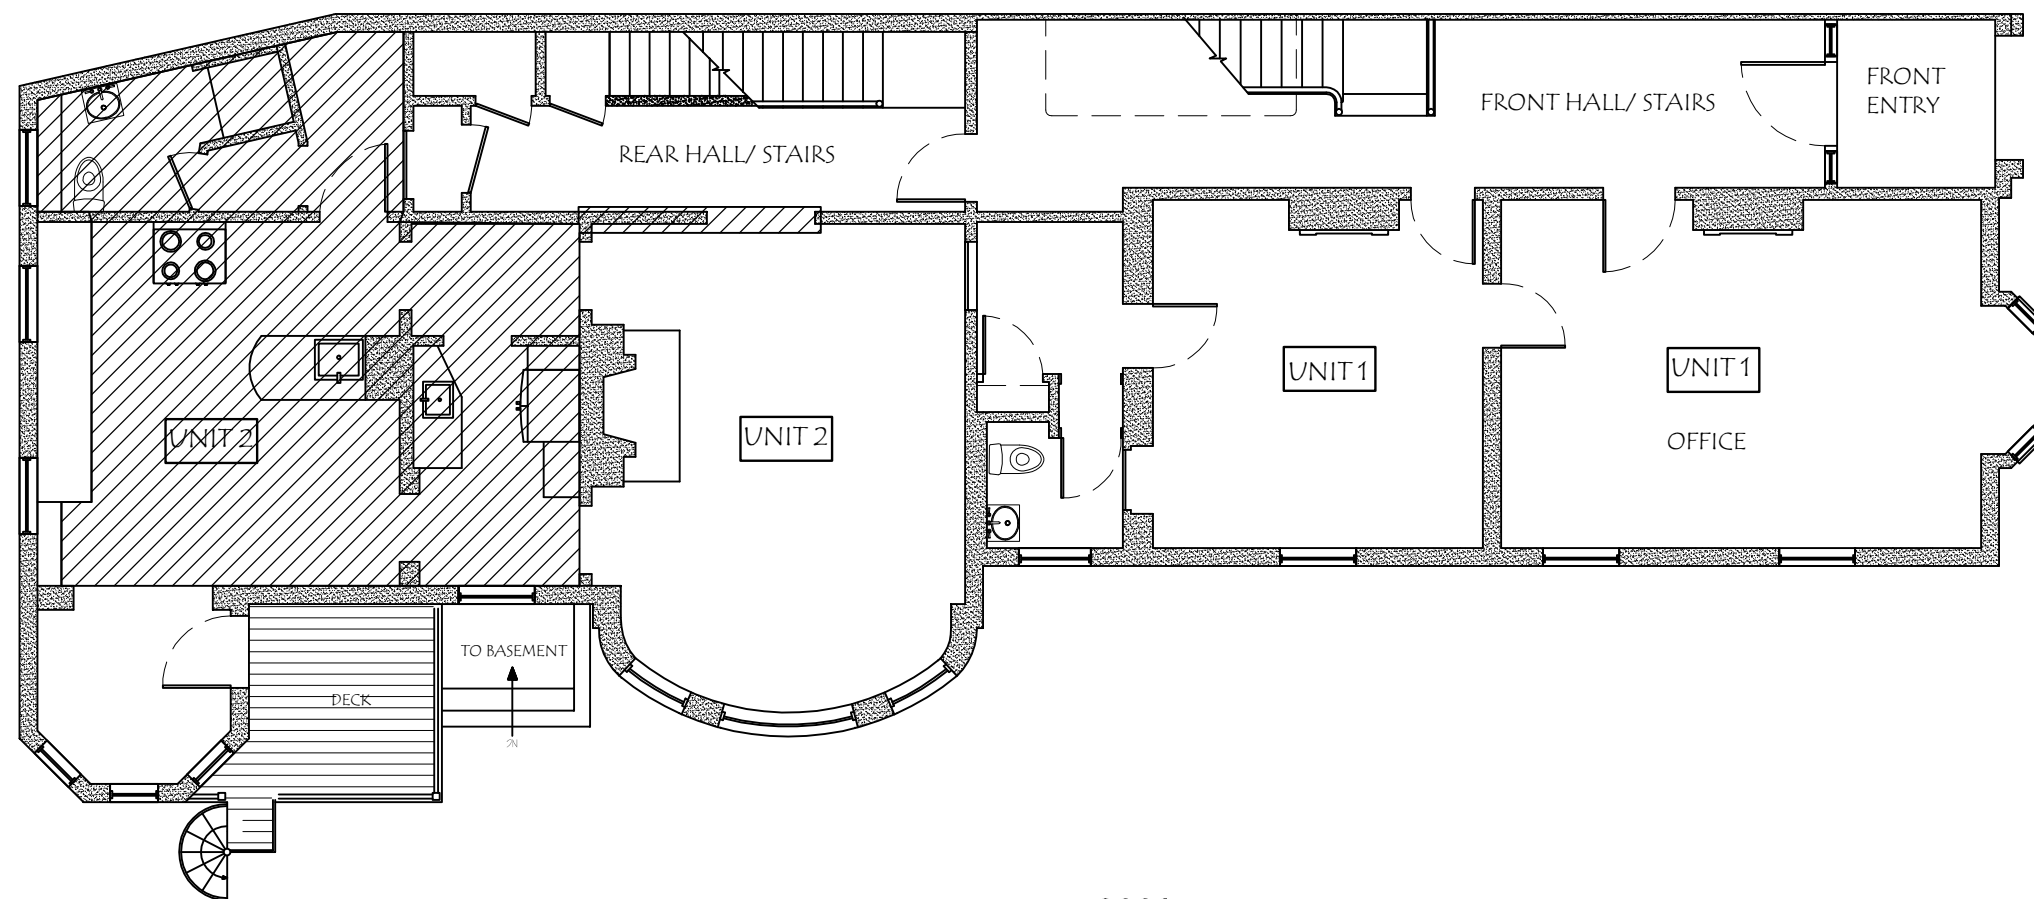 FRONT
ENTRY
FRONT HALL/ STAIRS
REAR HALL/ STAIRS
UNIT 1
UNIT 1
OFFICE
UNIT 2
UNIT 2
TO BASEMENT
DECK